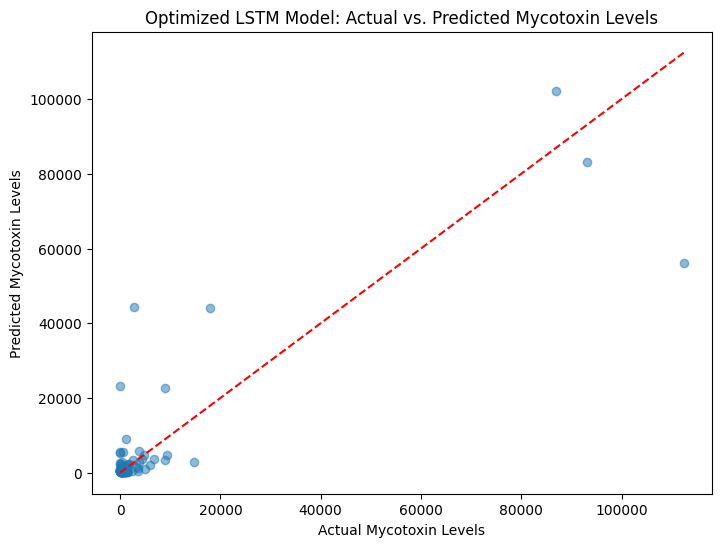 Optimized LSTM Model: Actual vs. Predicted Mycotoxin Levels
Predicted Mycotoxin Levels
100000
80000
60000
40000
20000
0
0 20000 40000 60000 80000 100000
Actual Mycotoxin Levels